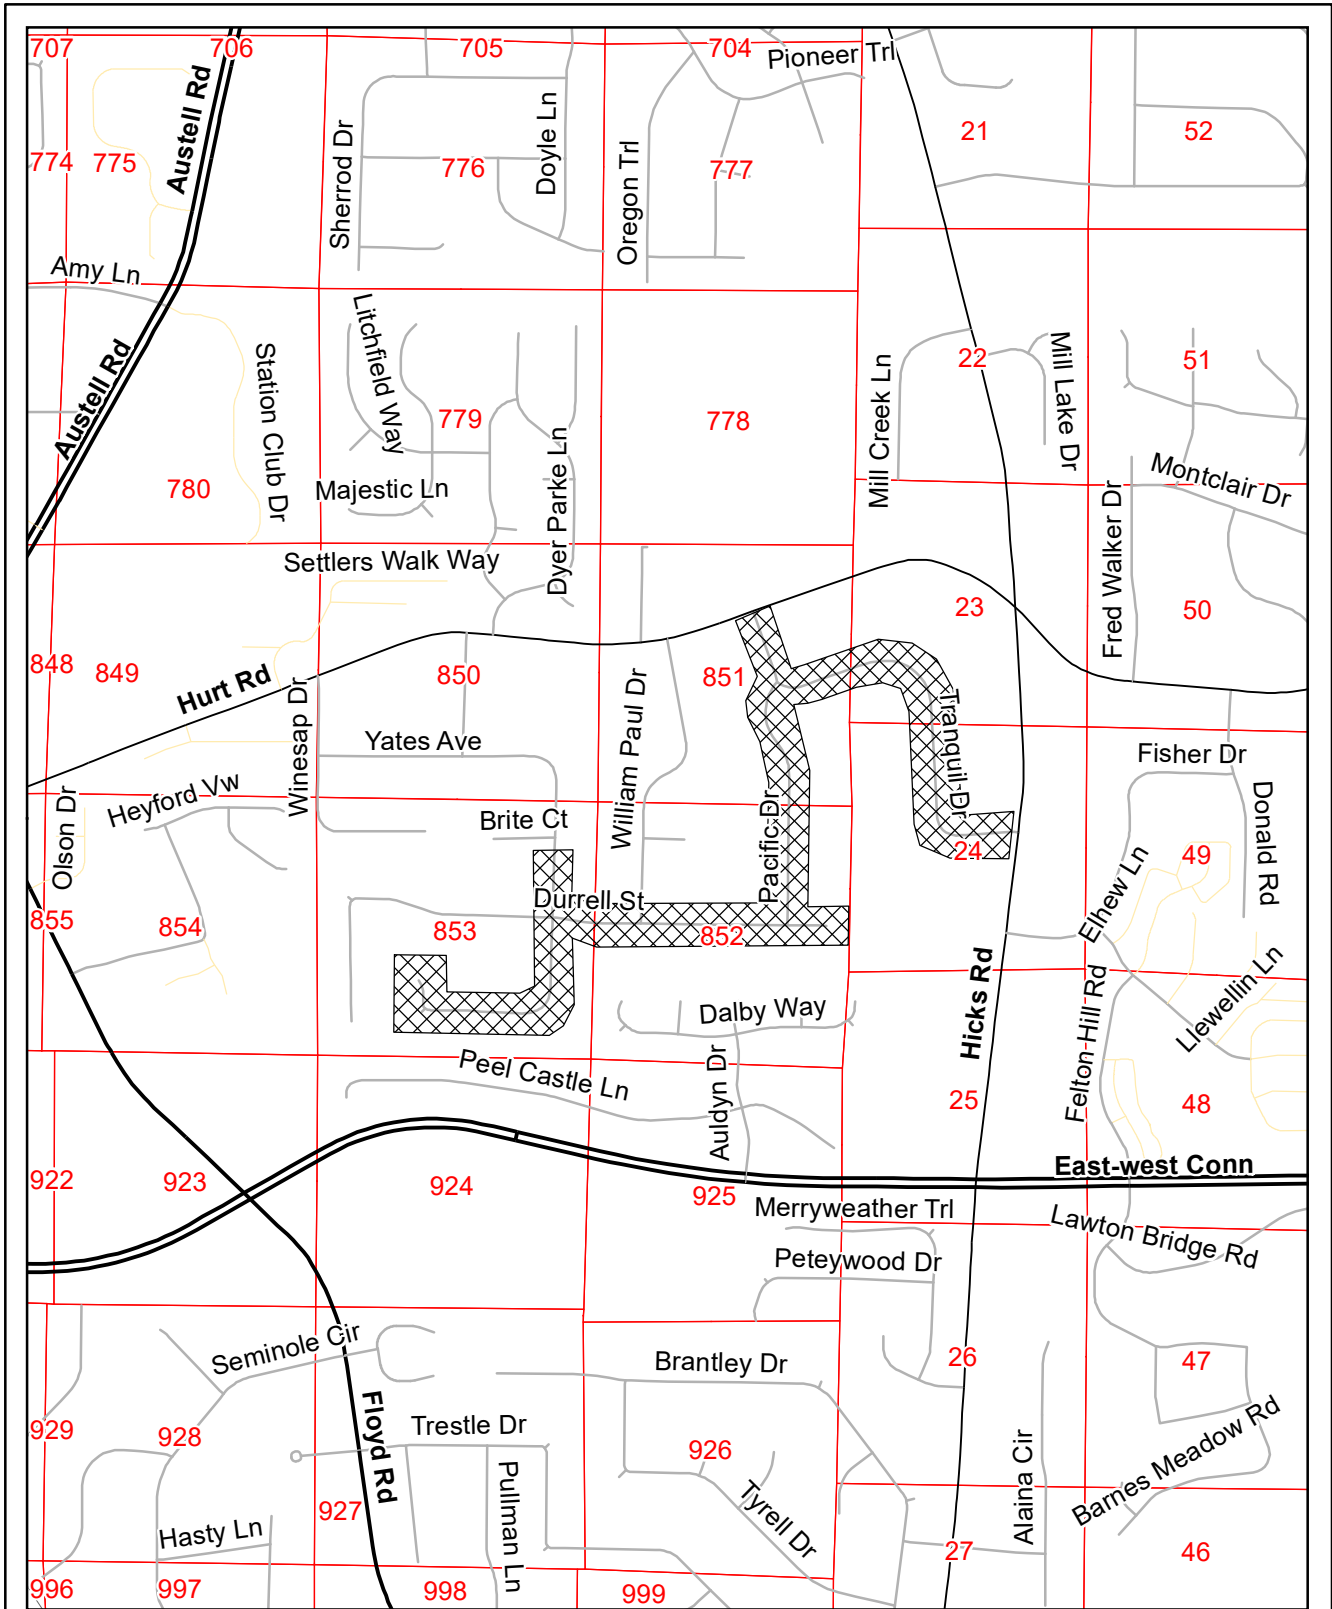 707
706
705
704
Pioneer Trl
Austell Rd
Sherrod Dr
Doyle Ln
Oregon Trl
21
52
774
775
776
777
Amy Ln
Litchfield Way
Station Club Dr
Austell Rd
Mill Creek Ln
22
Mill Lake Dr
51
779
778
780
Majestic Ln
Dyer Parke Ln
Montclair Dr
Fred Walker Dr
Settlers Walk Way
23
50
848
849
Hurt Rd
850
851
Winesap Dr
William Paul Dr
Tranquil Dr
Yates Ave
Fisher Dr
Olson Dr
Heyford Vw
Brite Ct
Pacific Dr
Donald Rd
24
49
Elhew Ln
Durrell St
855
854
853
852
Hicks Rd
Felton Hill Rd
Llewellin Ln
Dalby Way
Peel Castle Ln
Auldyn Dr
25
48
East-west Conn
922
923
924
925
Merryweather Trl
Lawton Bridge Rd
Peteywood Dr
Seminole Cir
Brantley Dr
26
47
Floyd Rd
929
928
Trestle Dr
926
Barnes Meadow Rd
Alaina Cir
Pullman Ln
Tyrell Dr
927
Hasty Ln
27
46
996
997
998
999